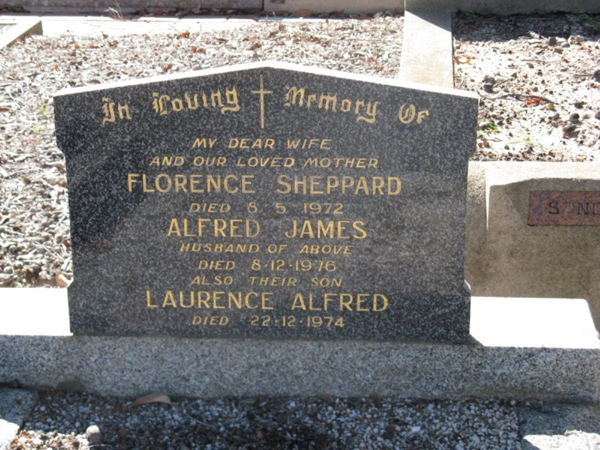 In Loving Memory Of
MY DEAR WIFE
AND OUR LOVED MOTHER
FLORENCE SHEPPARD
DIED 8·5·1972
ALFRED JAMES
HUSBAND OF ABOVE
DIED 8·12·1976
ALSO THEIR SON
LAURENCE ALFRED
DIED 22·12·1974